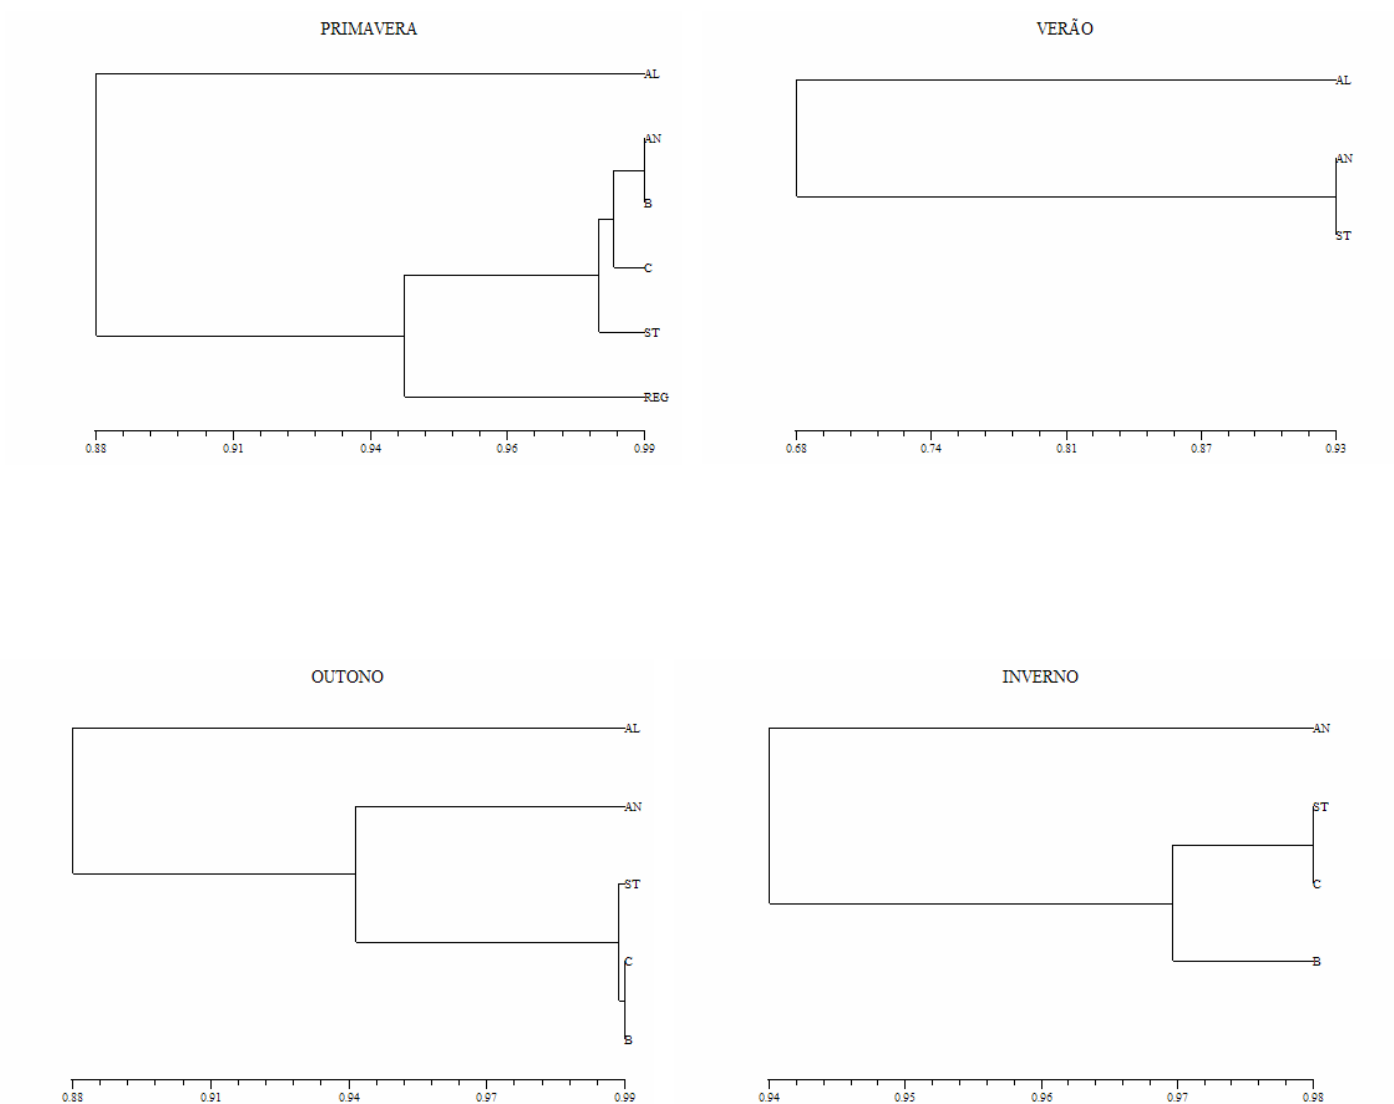 PRIMAVERA
AL
AN
B
C
ST
REG
0.88 0.91 0.94 0.96 0.99
VERÃO
AL
AN
ST
0.68 0.74 0.81 0.87 0.93
OUTONO
AL
AN
ST
C
B
0.88 0.91 0.94 0.97 0.99
INVERNO
AN
ST
C
B
0.94 0.95 0.96 0.97 0.98